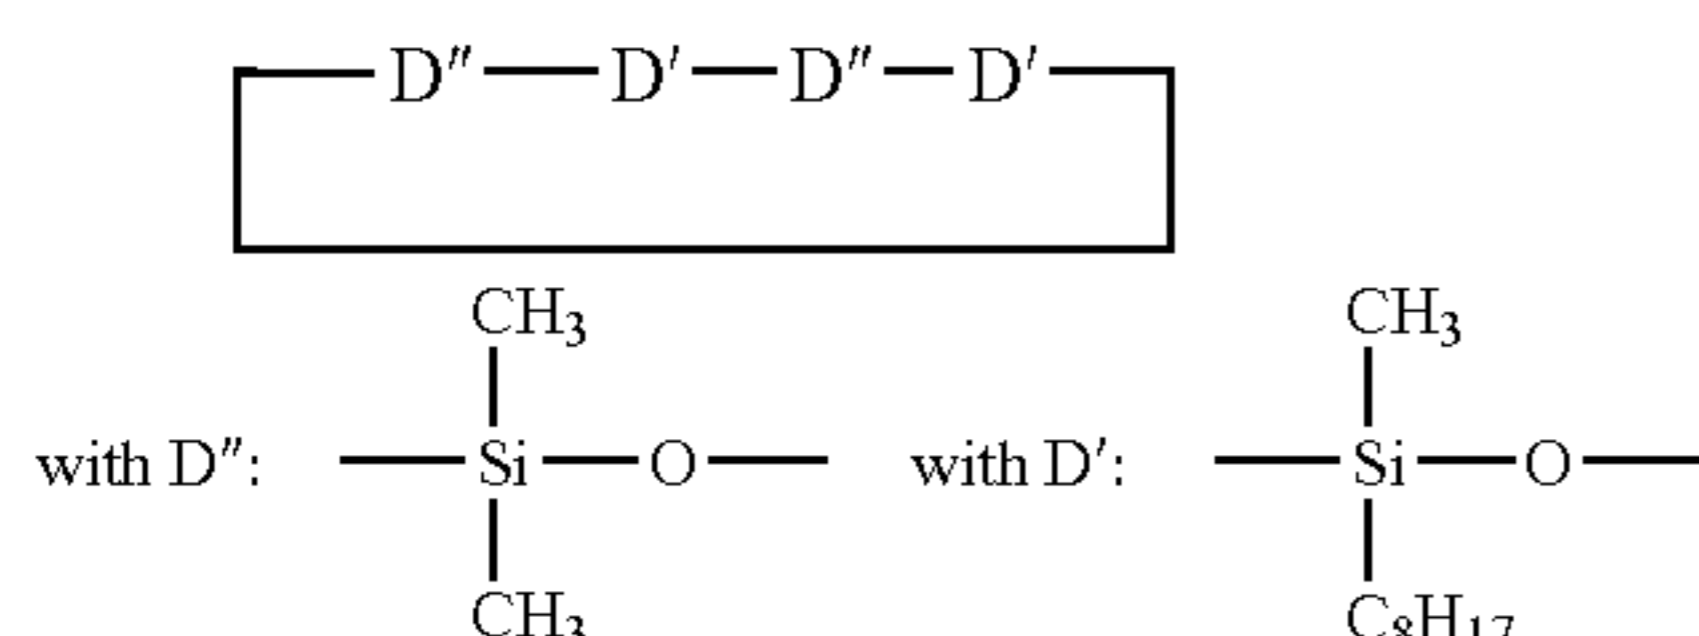 D″ D′ D″ D′
CH₃ CH₃
with D″: Si O with D′: Si O
CH₃ C₈H₁₇